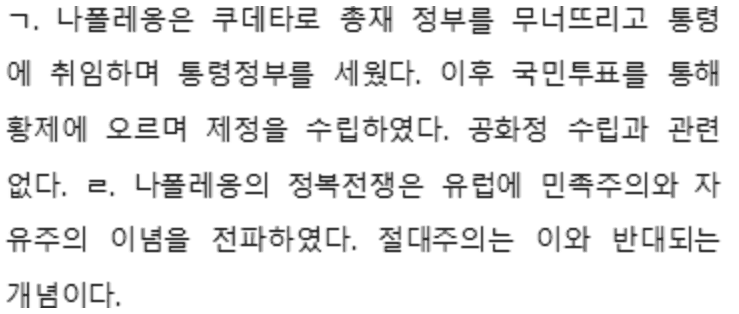 ㄱ. 나폴레옹은 쿠데타로 총재 정부를 무너뜨리고 통령
에 취임하며 통령정부를 세웠다. 이후 국민투표를 통해
황제에 오르며 제정을 수립하였다. 공화정 수립과 관련
없다. ㄹ. 나폴레옹의 정복전쟁은 유럽에 민족주의와 자
유주의 이념을 전파하였다. 절대주의는 이와 반대되는
개념이다.